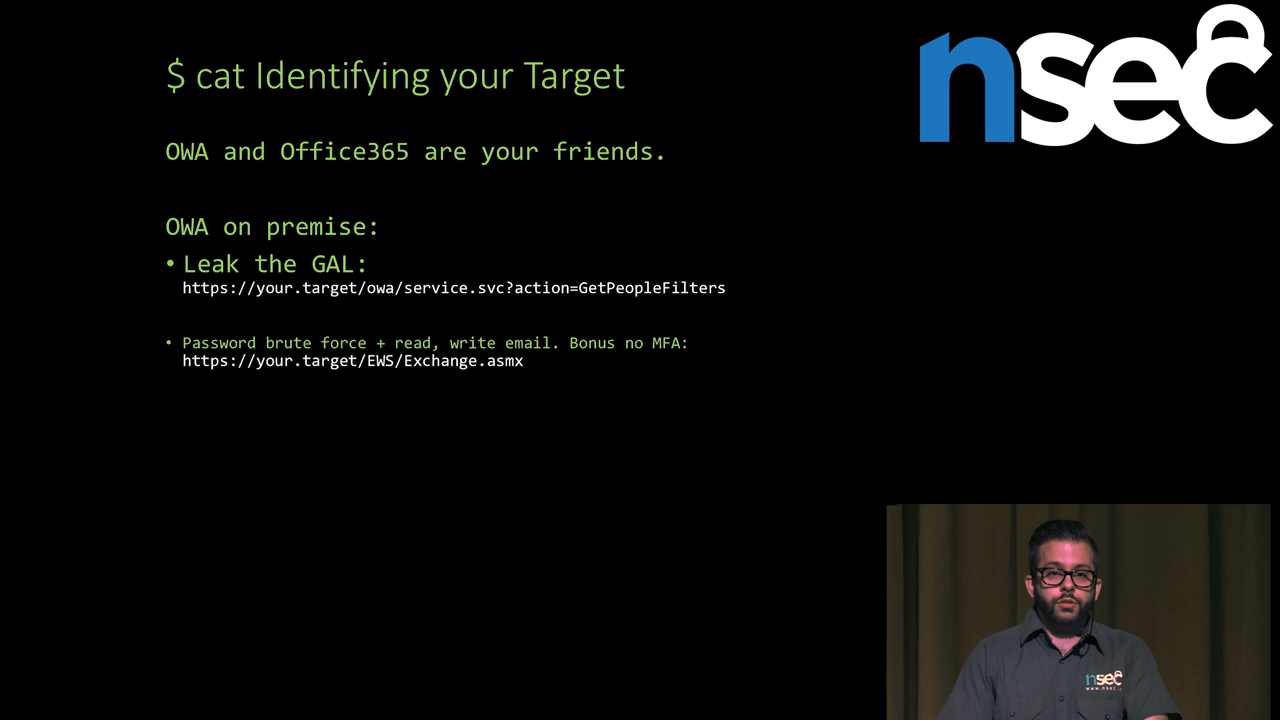 $ cat Identifying your Target
nsec
OWA and Office365 are your friends.
OWA on premise:
• Leak the GAL:
https://your.target/owa/service.svc?action=GetPeopleFilters
• Password brute force + read, write email. Bonus no MFA:
https://your.target/EWS/Exchange.asmx
nsec